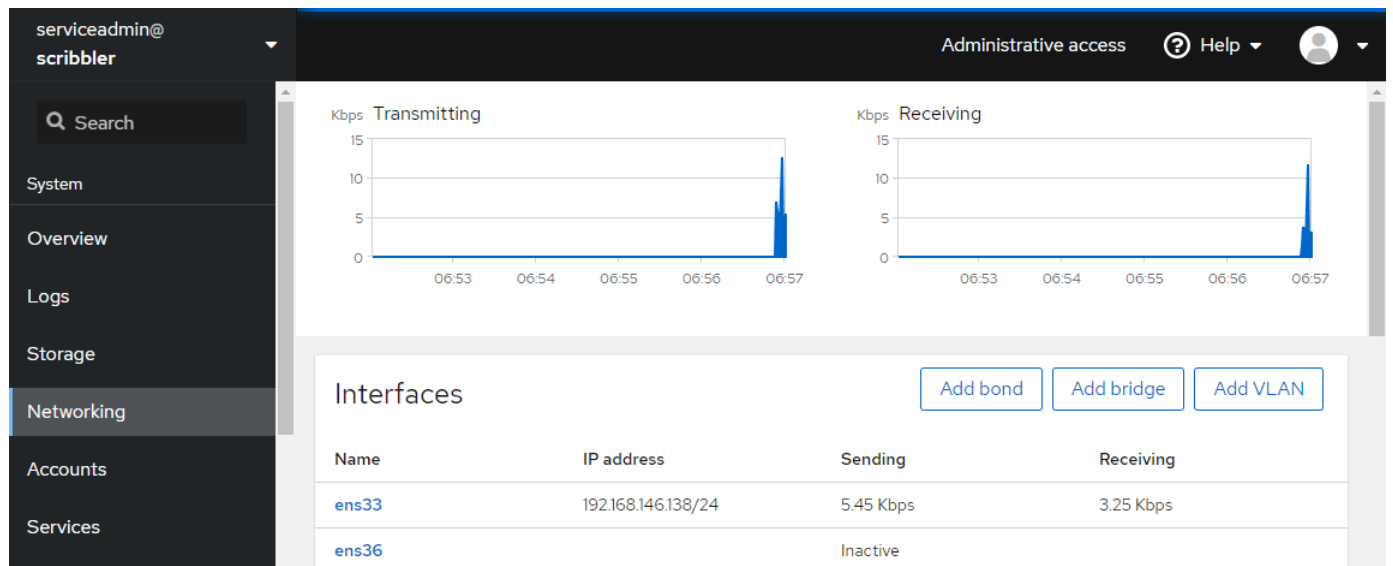 serviceadmin@
scribbler
Administrative access
Help
Search
System
Overview
Logs
Storage
Networking
Accounts
Services
Kbps Transmitting
15
10
5
0
06:53 06:54 06:55 06:56 06:57
Kbps Receiving
15
10
5
0
06:53 06:54 06:55 06:56 06:57
Interfaces
Add bond Add bridge Add VLAN
Name IP address Sending Receiving
ens33 192.168.146.138/24 5.45 Kbps 3.25 Kbps
ens36 Inactive